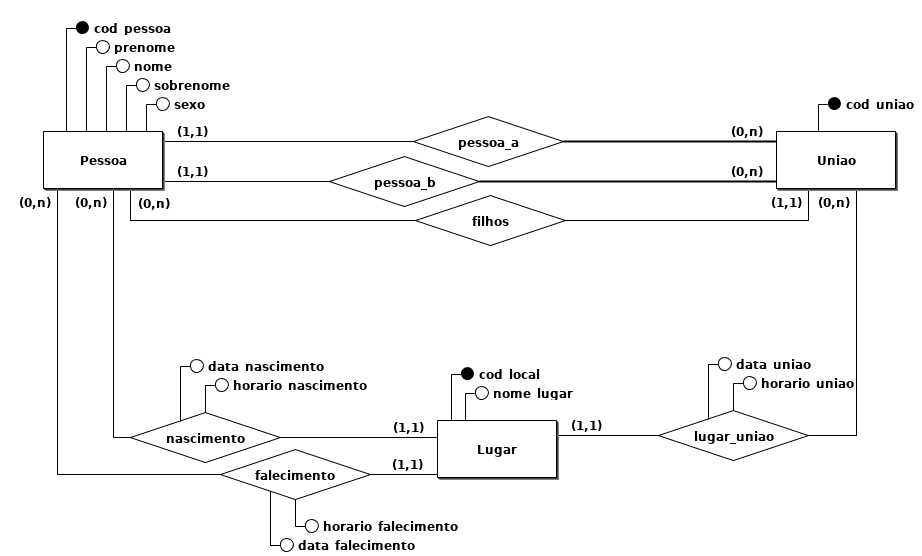 cod pessoa
prenome
nome
sobrenome
sexo
cod uniao
(1,1)
pessoa_a
(0,n)
Pessoa
Uniao
(1,1)
pessoa_b
(0,n)
(0,n)
(0,n)
(0,n)
filhos
(1,1)
(0,n)
data nascimento
horario nascimento
cod local
nome lugar
data uniao
horario uniao
nascimento
(1,1)
Lugar
(1,1)
lugar_uniao
falecimento
(1,1)
horario falecimento
data falecimento